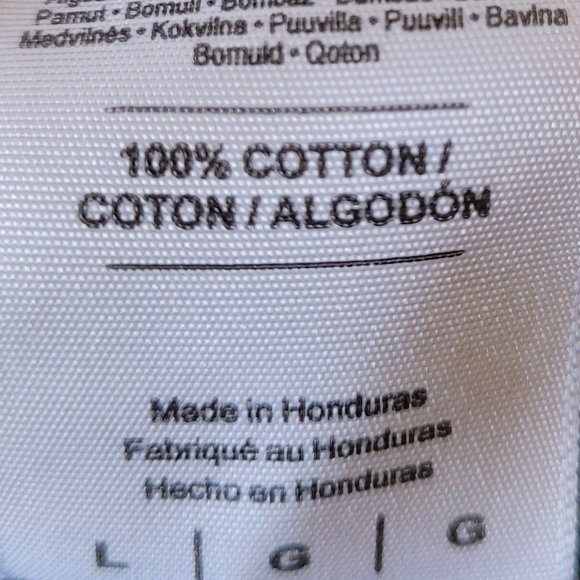 Pamut • Bomull •
Medvilnės • Kokvilna • Puuvilla • Puuvill • Bavlna
Bomuld • Qoton
100% COTTON /
COTON / ALGODÓN
Made in Honduras
Fabriqué au Honduras
Hecho en Honduras
L | G | G